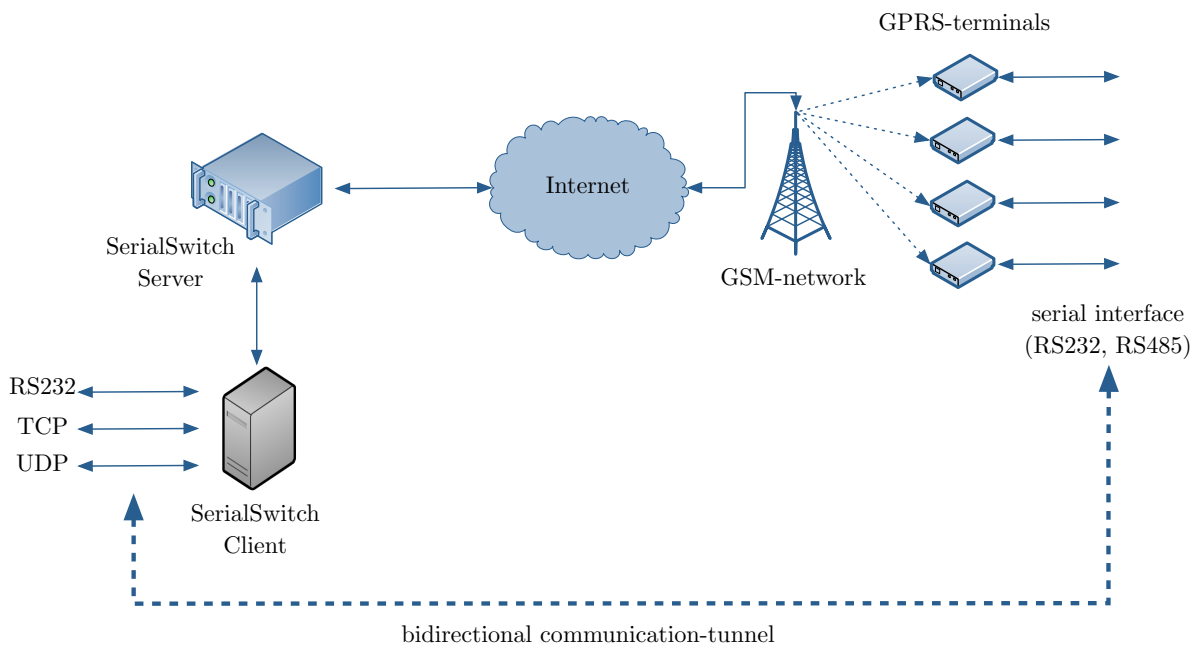 GPRS-terminals
Internet
SerialSwitch
Server
GSM-network
serial interface
(RS232, RS485)
RS232
TCP
UDP
SerialSwitch
Client
bidirectional communication-tunnel